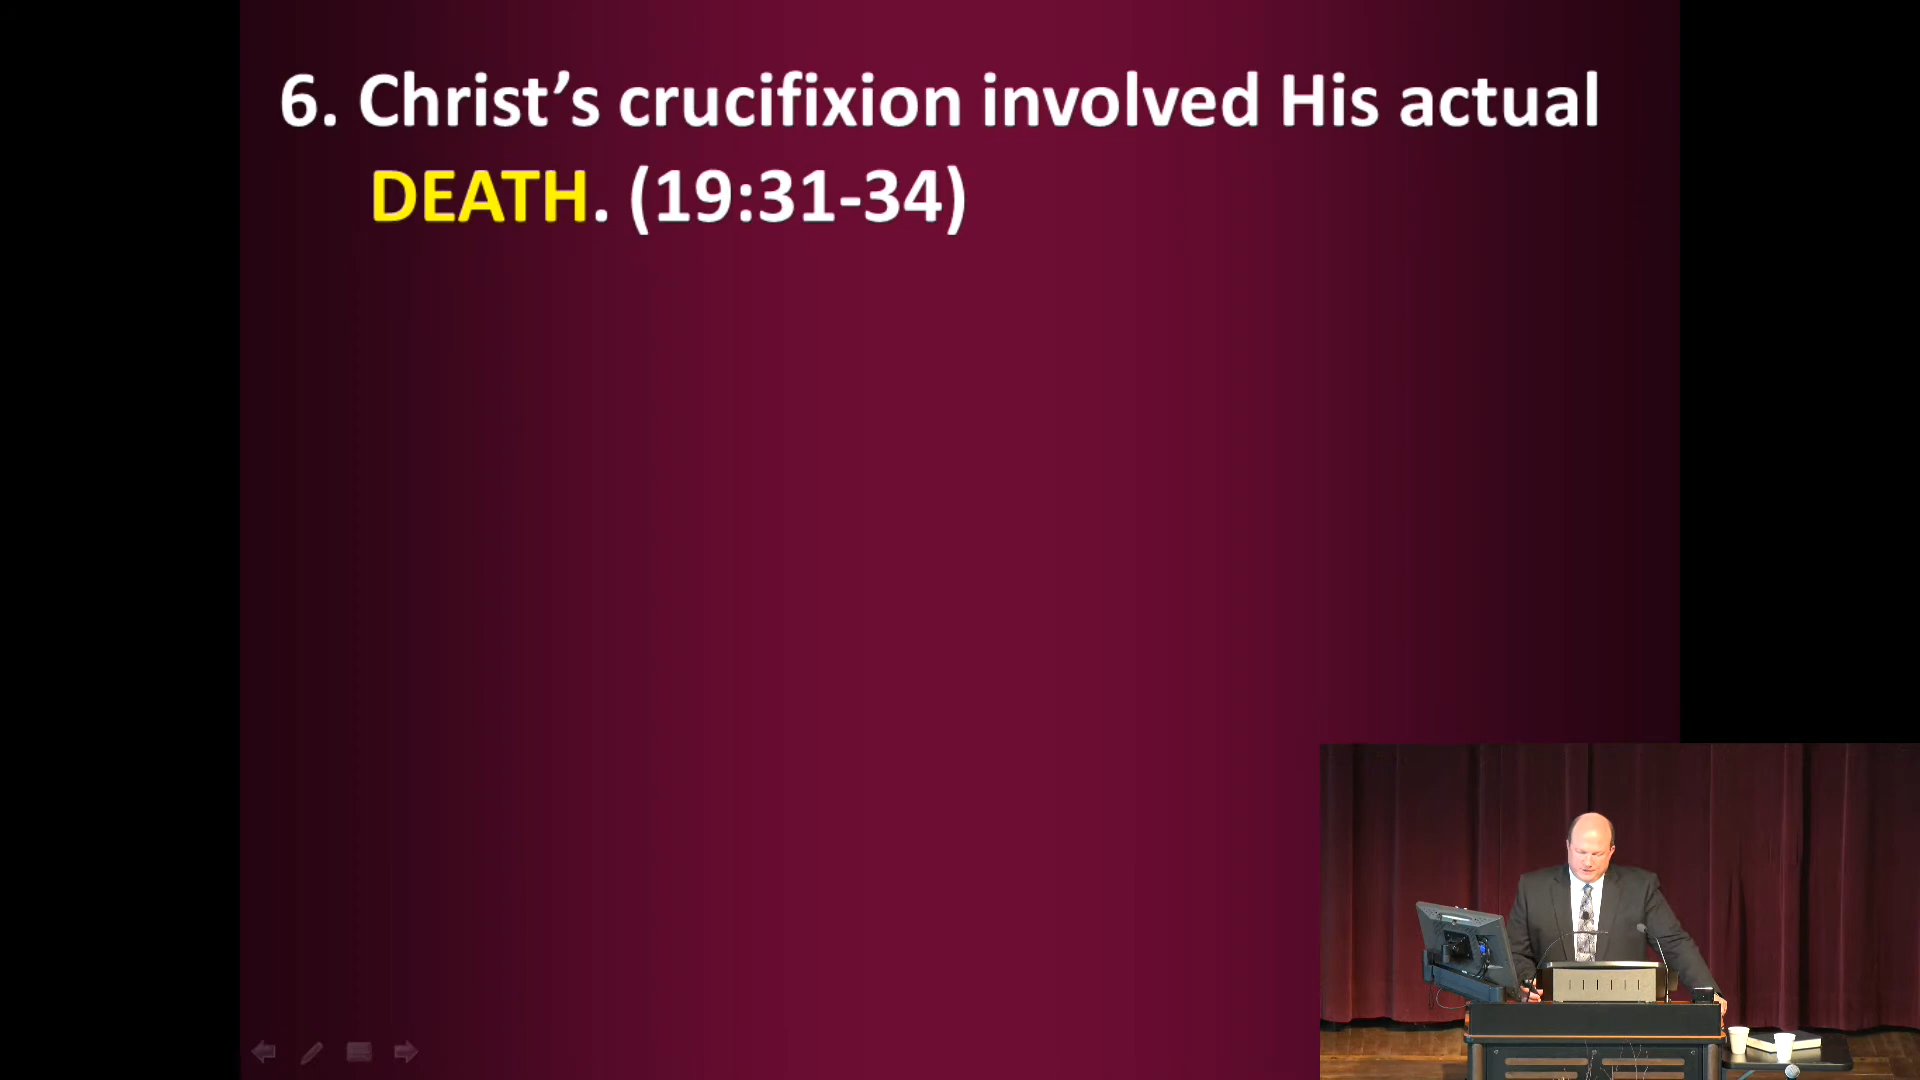 6. Christ’s crucifixion involved His actual
DEATH. (19:31-34)